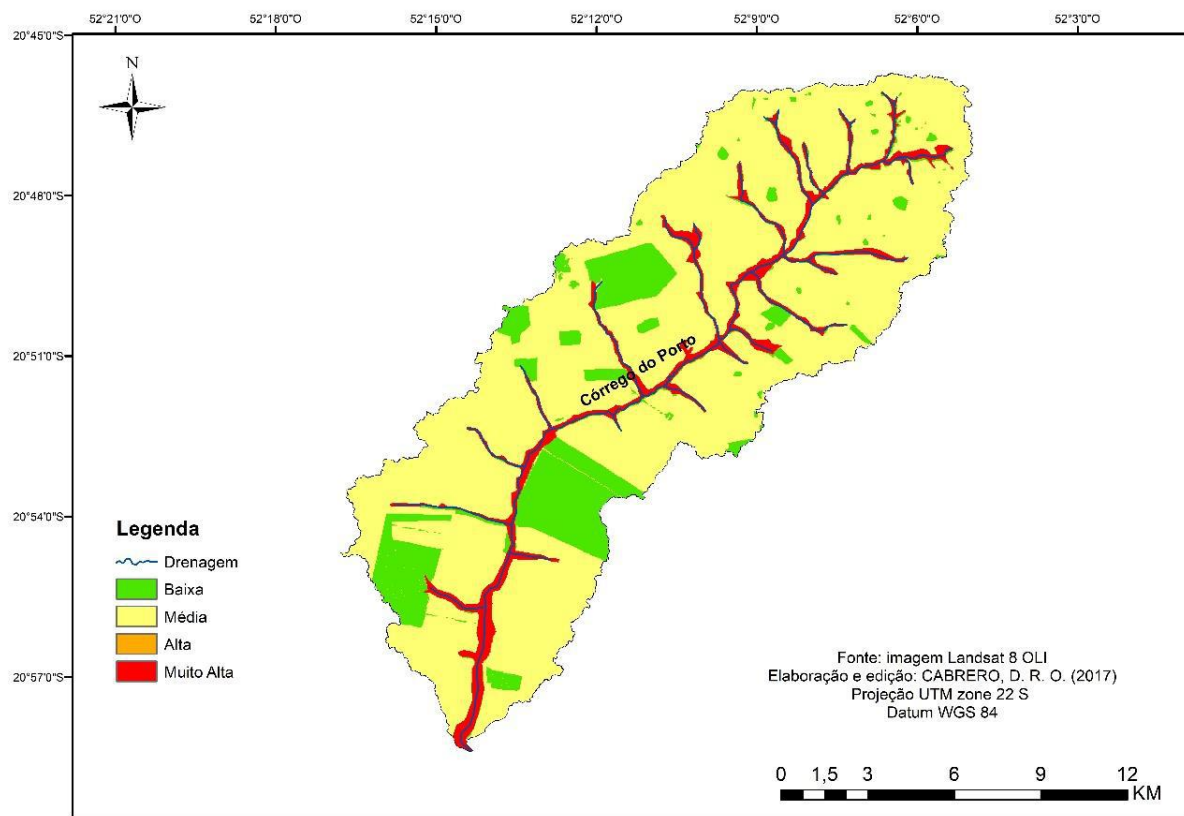 52°21'0"O 52°18'0"O 52°15'0"O 52°12'0"O 52°9'0"O 52°6'0"O 52°3'0"O
20°45'0"S
N
20°48'0"S
20°51'0"S
Córrego do Porto
20°54'0"S
Legenda
Drenagem
Baixa
Média
Alta
Muito Alta
20°57'0"S
Fonte: imagem Landsat 8 OLI
Elaboração e edição: CABRERO, D. R. O. (2017)
Projeção UTM zone 22 S
Datum WGS 84
0 1,5 3 6 9 12
KM